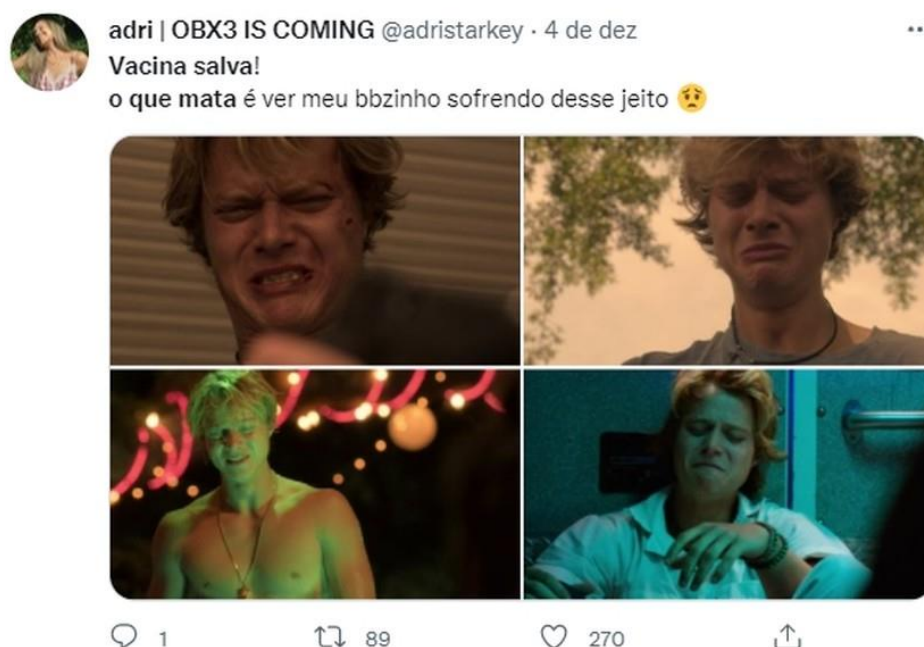 adri | OBX3 IS COMING @adristarkey · 4 de dez
Vacina salva!
o que mata é ver meu bbzinho sofrendo desse jeito 😟
1 89 270